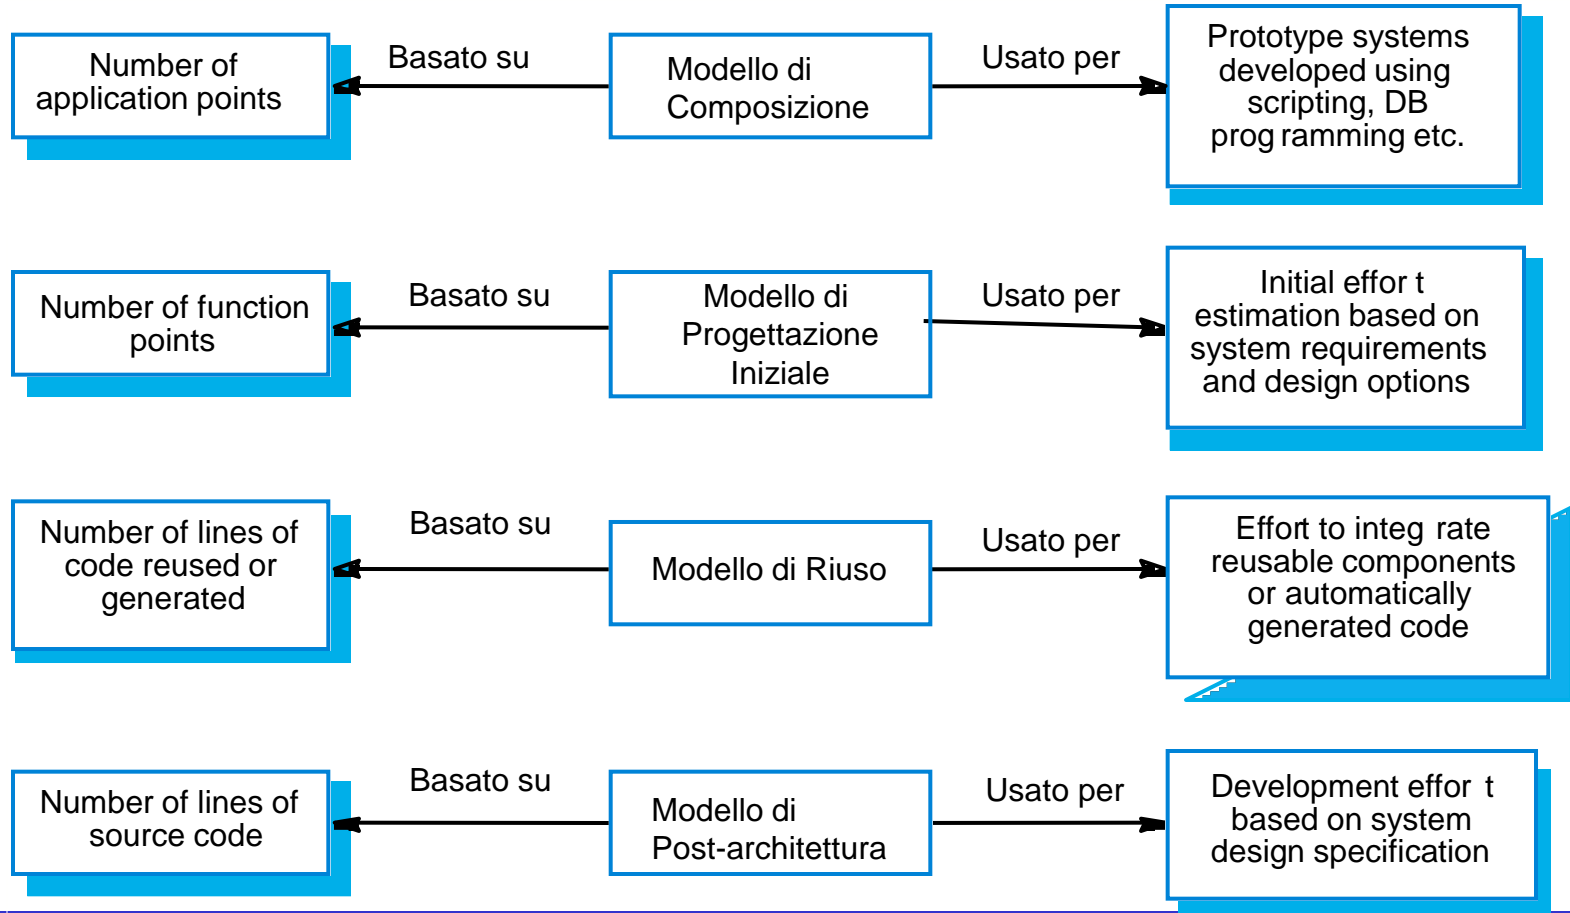 Number of
application points
Basato su
Modello di
Composizione
Usato per
Prototype systems
developed using
scripting, DB
prog ramming etc.
Number of function
points
Basato su
Modello di
Progettazione
Iniziale
Usato per
Initial effor t
estimation based on
system requirements
and design options
Number of lines of
code reused or
generated
Basato su
Modello di Riuso
Usato per
Effort to integ rate
reusable components
or automatically
generated code
Number of lines of
source code
Basato su
Modello di
Post-architettura
Usato per
Development effor t
based on system
design specification